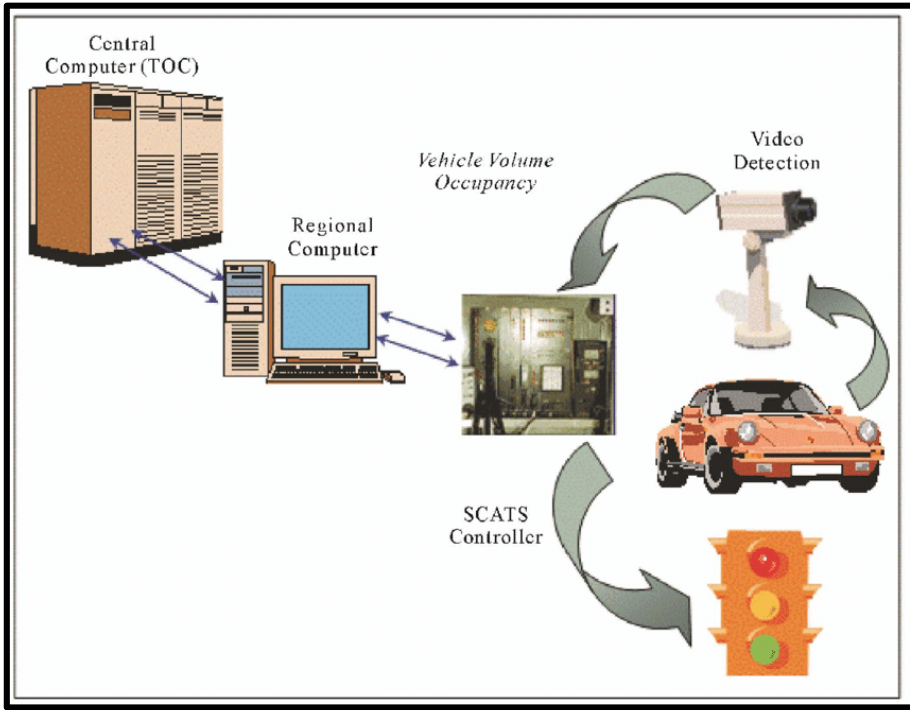 Central
Computer (TOC)
Regional
Computer
Vehicle Volume
Occupancy
Video
Detection
SCATS
Controller